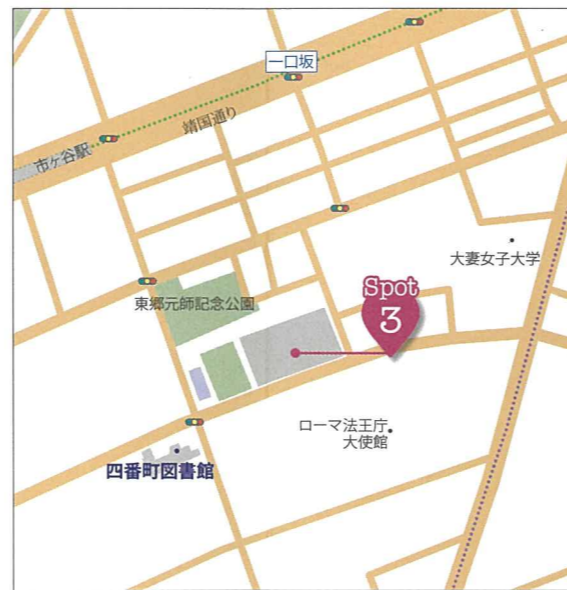 一口坂
靖国通り
市ヶ谷駅
大妻女子大学
Spot
3
東郷元師記念公園
ローマ法王庁
大使館
四番町図書館